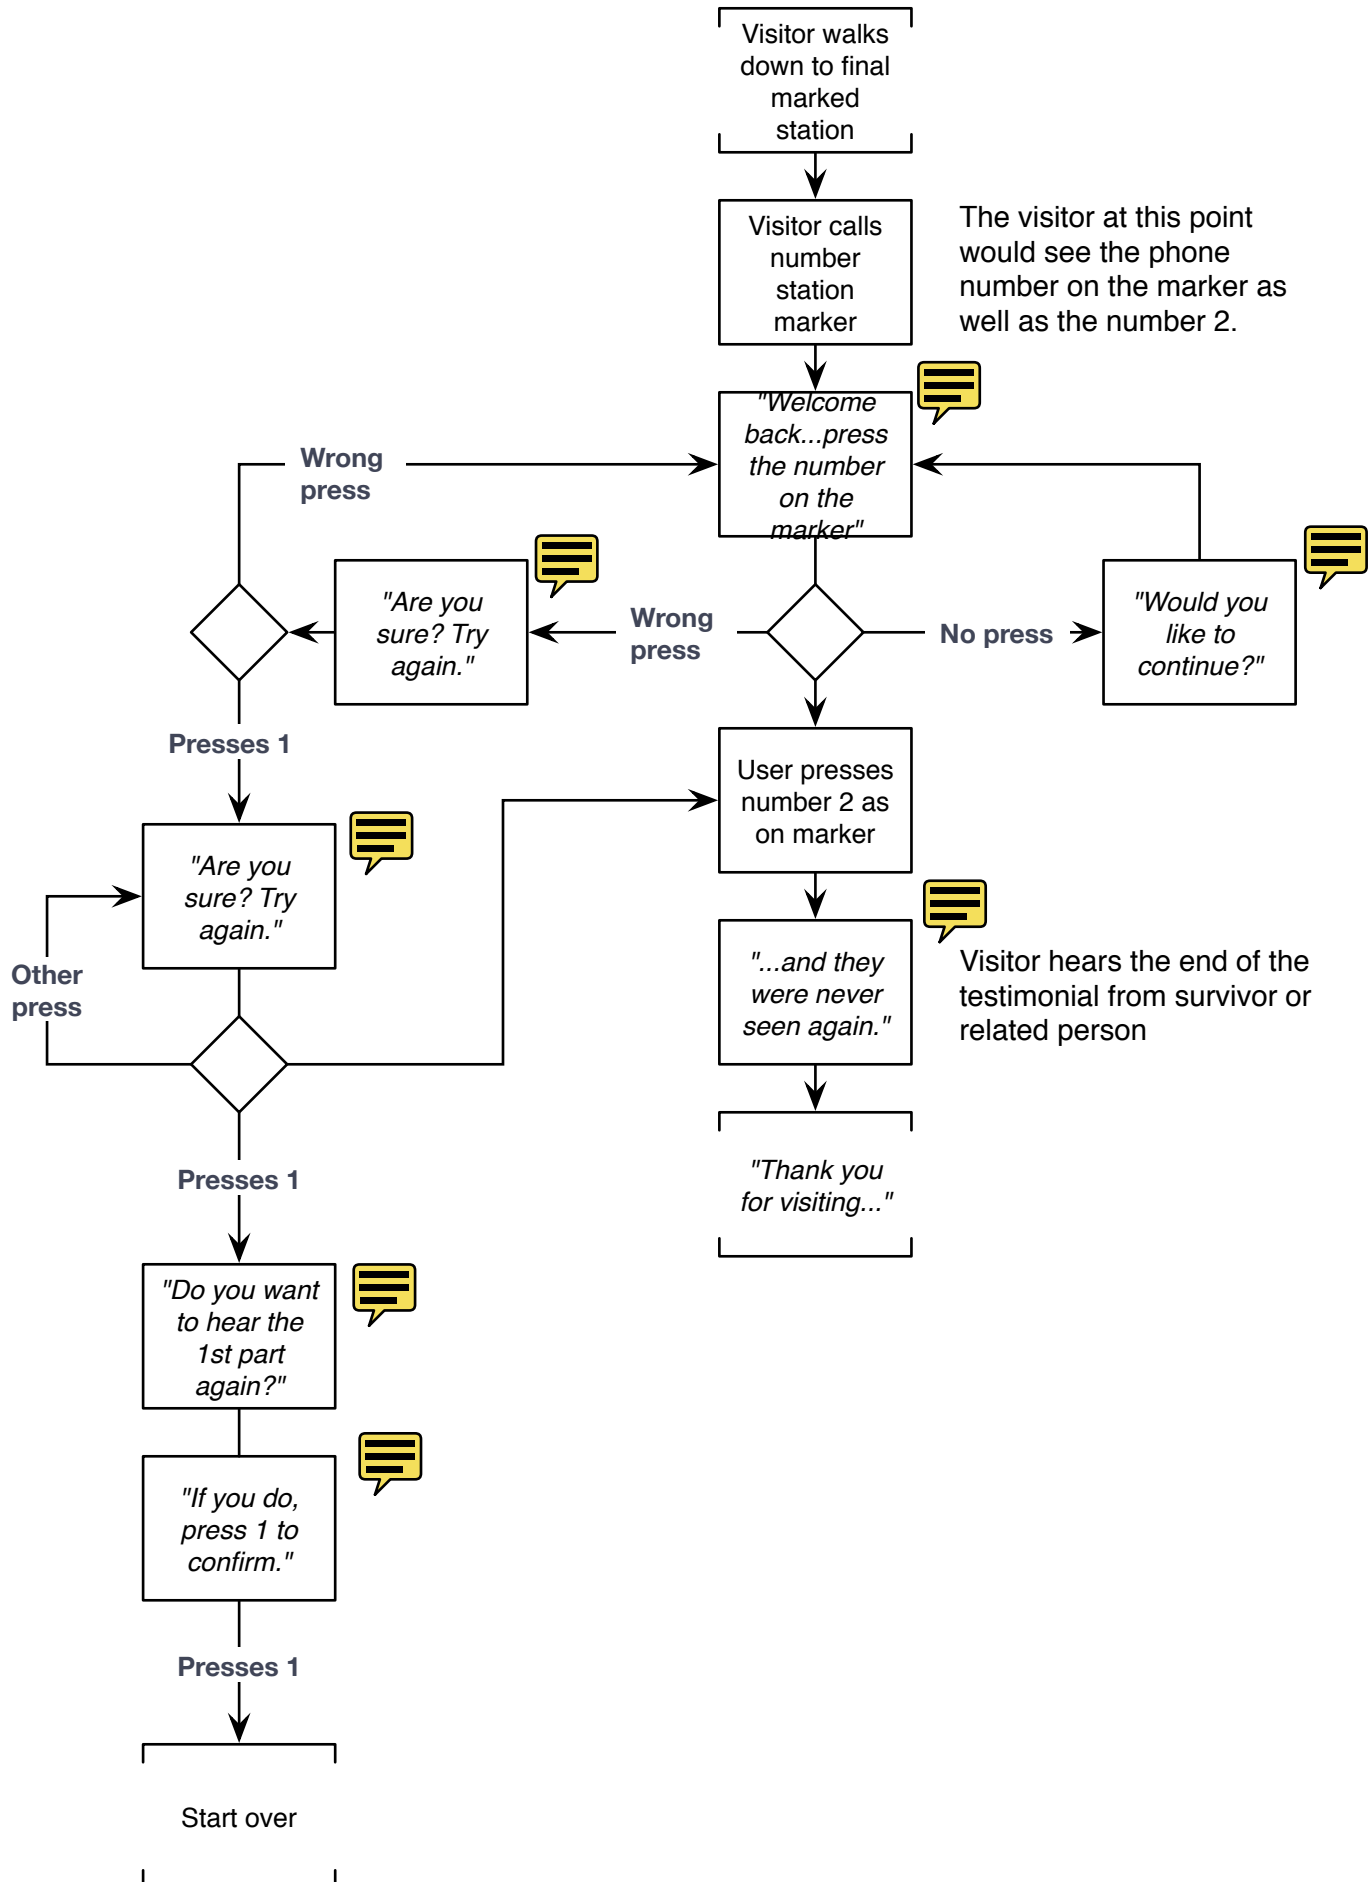 Visitor walks
down to final
marked
station
Visitor calls
number
station
marker
The visitor at this point
would see the phone
number on the marker as
well as the number 2.
"Welcome
back...press
the number
on the
marker"
Wrong
press
"Are you
sure? Try
again."
Wrong
press
No press
"Would you
like to
continue?"
Presses 1
User presses
number 2 as
on marker
"Are you
sure? Try
again."
Other
press
"...and they
were never
seen again."
Visitor hears the end of the
testimonial from survivor or
related person
Presses 1
"Thank you
for visiting..."
"Do you want
to hear the
1st part
again?"
"If you do,
press 1 to
confirm."
Presses 1
Start over